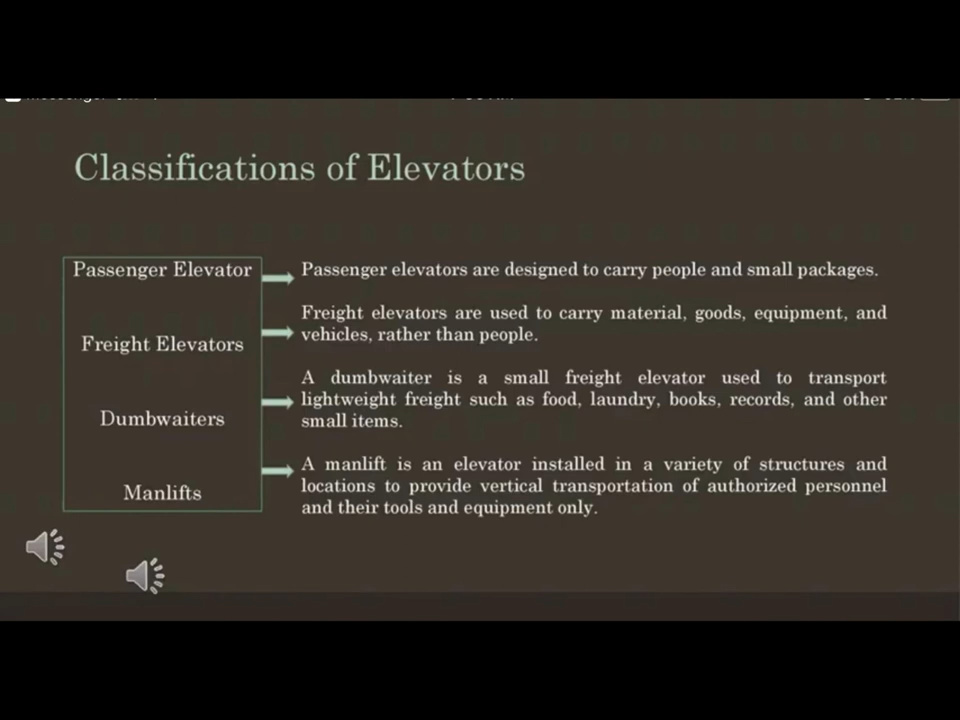 Classifications of Elevators
Passenger Elevator
Passenger elevators are designed to carry people and small packages.
Freight Elevators
Freight elevators are used to carry material, goods, equipment, and
vehicles, rather than people.
Dumbwaiters
A dumbwaiter is a small freight elevator used to transport
lightweight freight such as food, laundry, books, records, and other
small items.
Manlifts
A manlift is an elevator installed in a variety of structures and
locations to provide vertical transportation of authorized personnel
and their tools and equipment only.